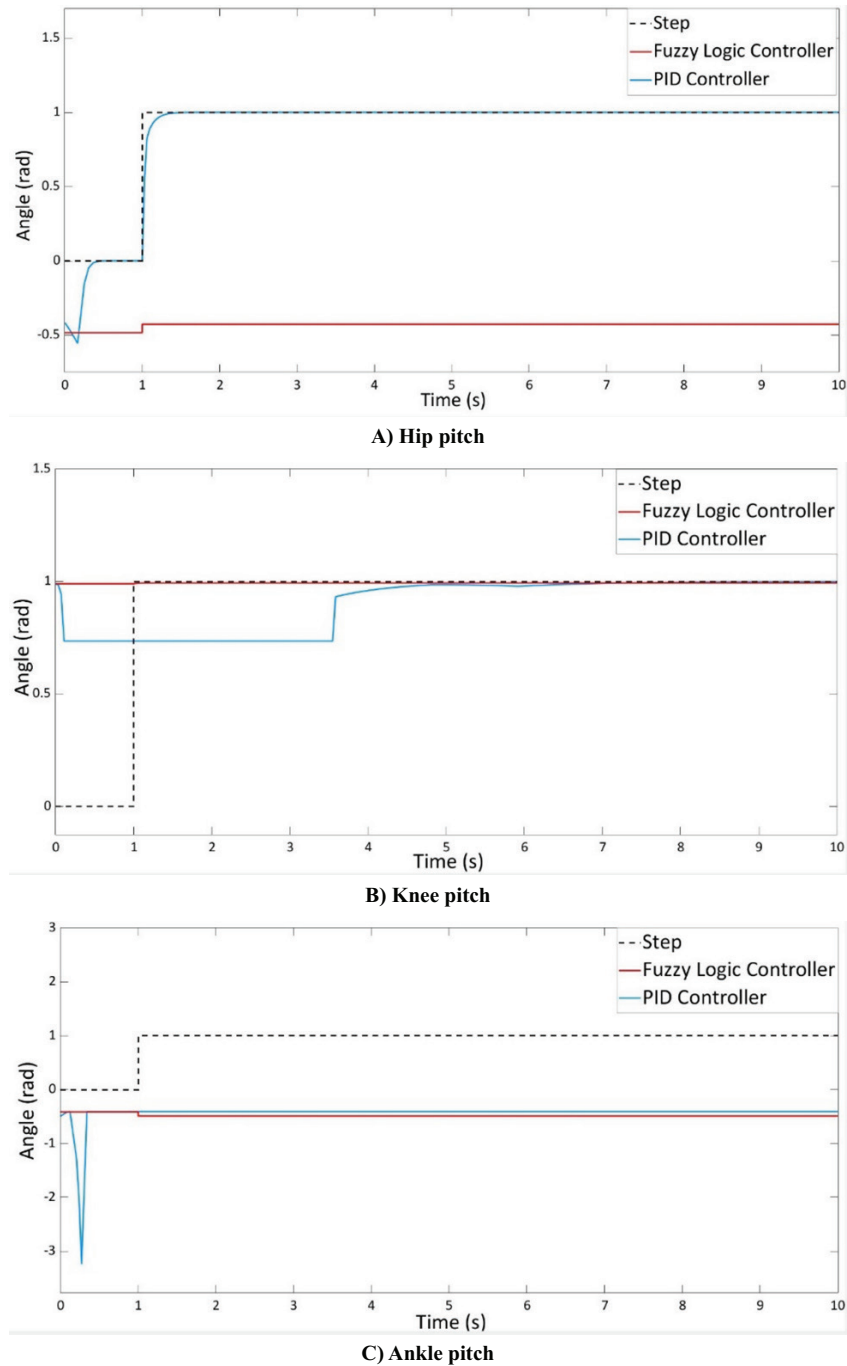 Step
Fuzzy Logic Controller
PID Controller
1.5
1
0.5
0
-0.5
Angle (rad)
0 1 2 3 4 5 6 7 8 9 10
Time (s)
A) Hip pitch
Step
Fuzzy Logic Controller
PID Controller
1.5
1
0.5
0
Angle (rad)
0 1 2 3 4 5 6 7 8 9 10
Time (s)
B) Knee pitch
Step
Fuzzy Logic Controller
PID Controller
3
2
1
0
-1
-2
-3
Angle (rad)
0 1 2 3 4 5 6 7 8 9 10
Time (s)
C) Ankle pitch